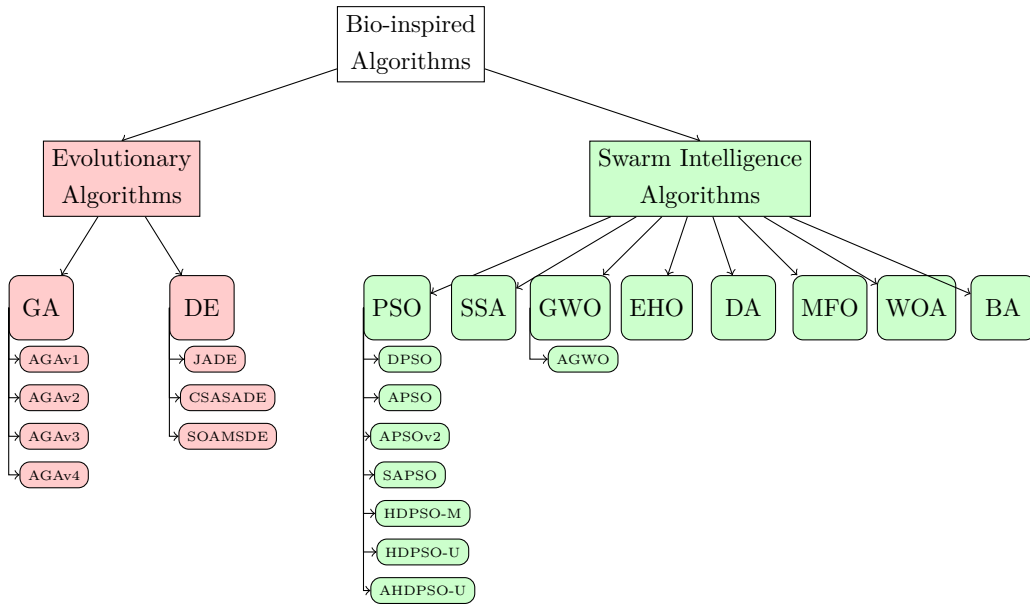 Bio-inspired
Algorithms
Evolutionary
Algorithms
Swarm Intelligence
Algorithms
GA
DE
PSO
SSA
GWO
EHO
DA
MFO
WOA
BA
AGAv1
AGAv2
AGAv3
AGAv4
JADE
CSASADE
SOAMSDE
DPSO
APSO
APSOv2
SAPSO
HDPSO-M
HDPSO-U
AHDPSO-U
AGWO